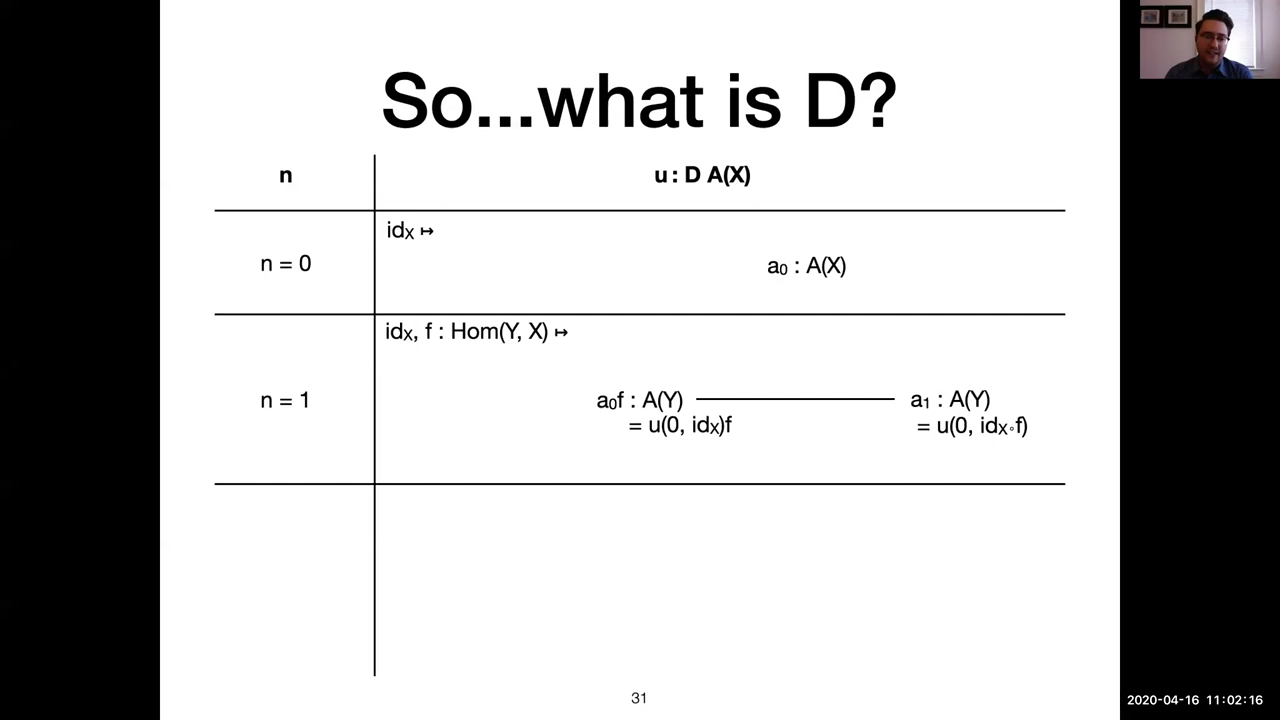 So...what is D?
n
u : D A(X)
idX ↦
n = 0
a0 : A(X)
idX, f : Hom(Y, X) ↦
n = 1
a0f : A(Y)
= u(0, idX)f
a1 : A(Y)
= u(0, idX∘f)
31
2020-04-16 11:02:16